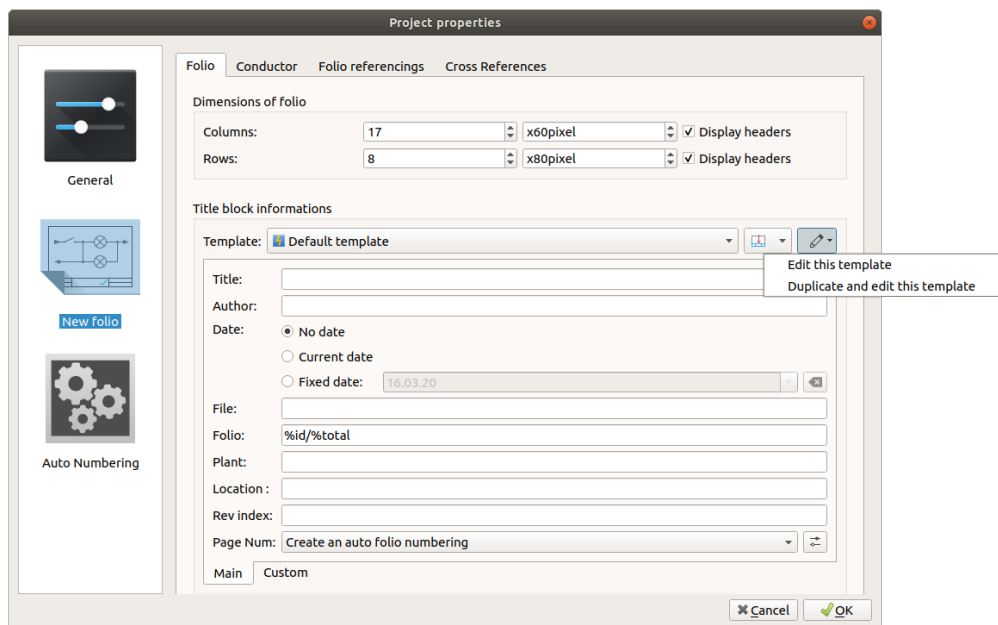 Project properties
General
New folio
Auto Numbering
Folio Conductor Folio referencings Cross References
Dimensions of folio
Columns: 17 x60pixel Display headers
Rows: 8 x80pixel Display headers
Title block informations
Template: Default template
Edit this template
Duplicate and edit this template
Title:
Author:
Date: No date
Current date
Fixed date: 16.03.20
File:
Folio: %id/%total
Plant:
Location :
Rev index:
Page Num: Create an auto folio numbering
Main Custom
Cancel OK